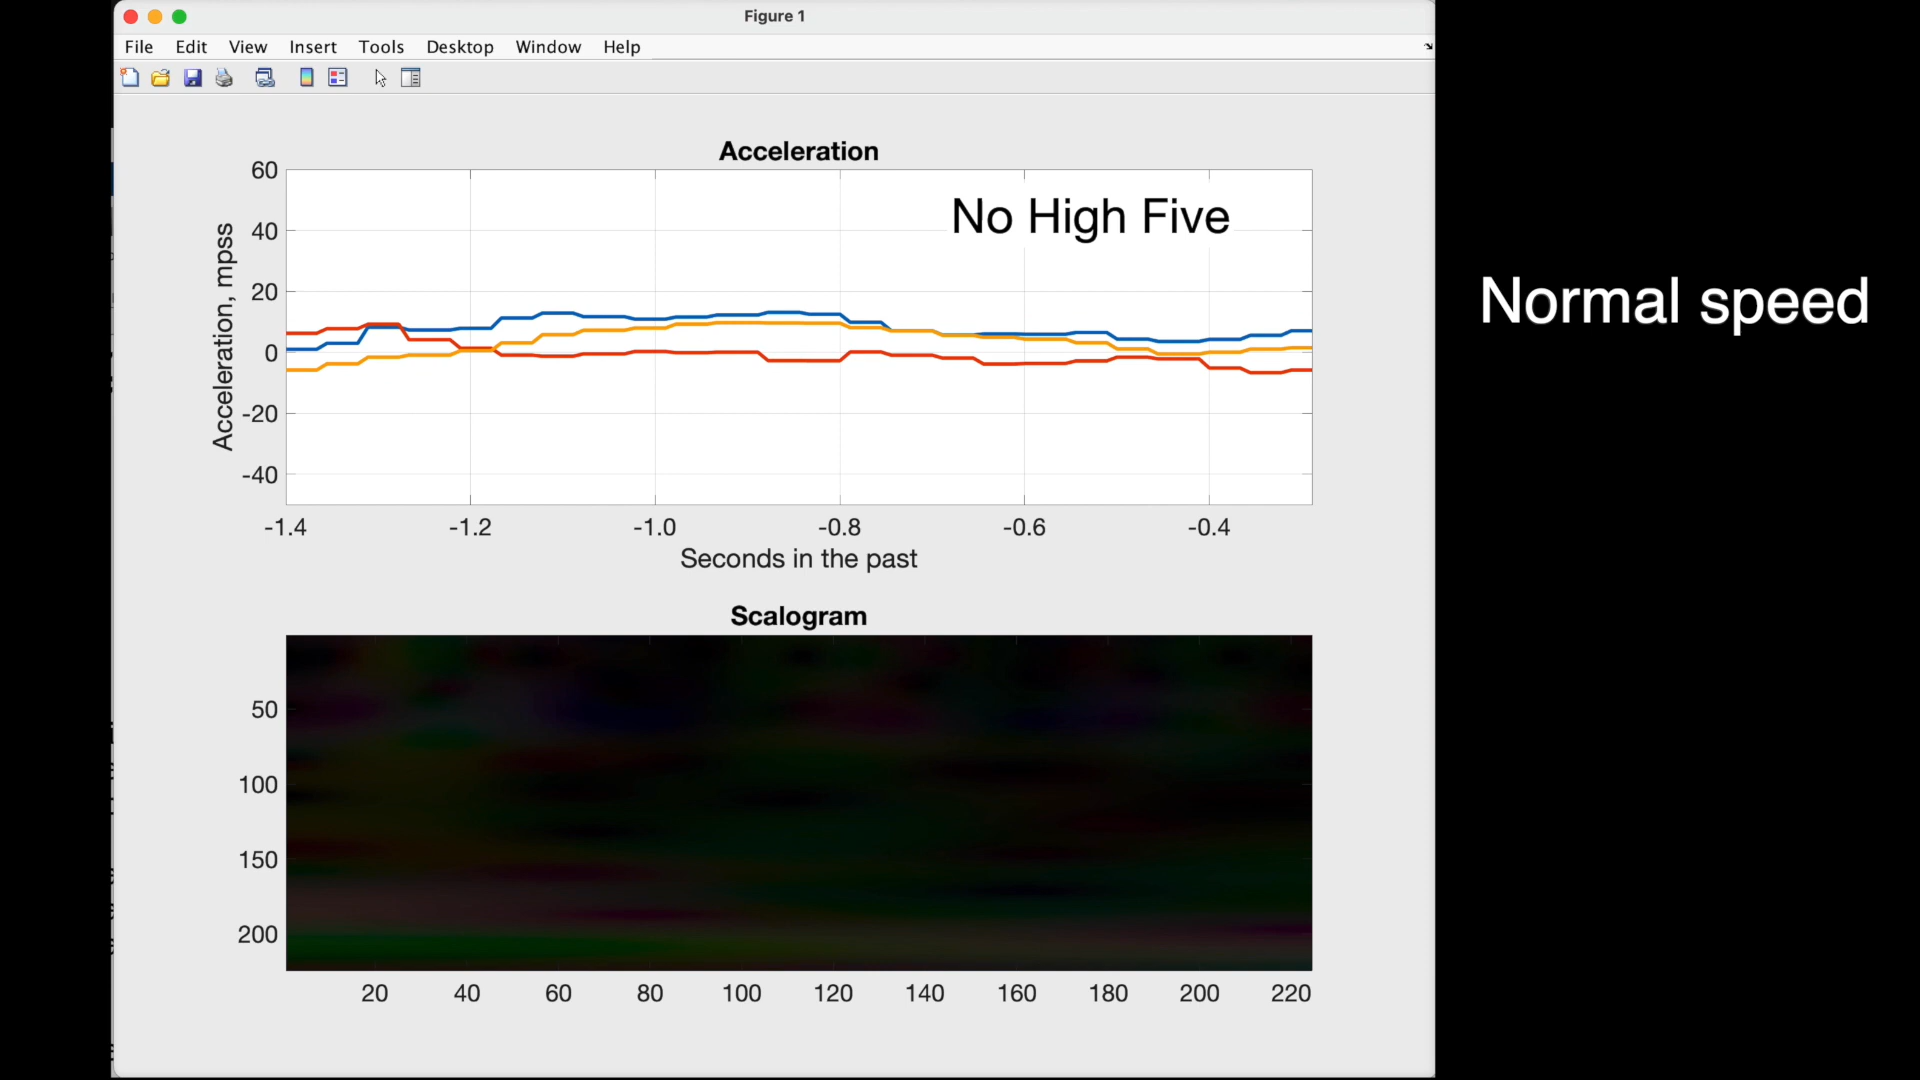 Figure 1
File Edit View Insert Tools Desktop Window Help
Acceleration
60
40
20
0
-20
-40
Acceleration, mpss
No High Five
Normal speed
-1.4 -1.2 -1.0 -0.8 -0.6 -0.4
Seconds in the past
Scalogram
50
100
150
200
20 40 60 80 100 120 140 160 180 200 220